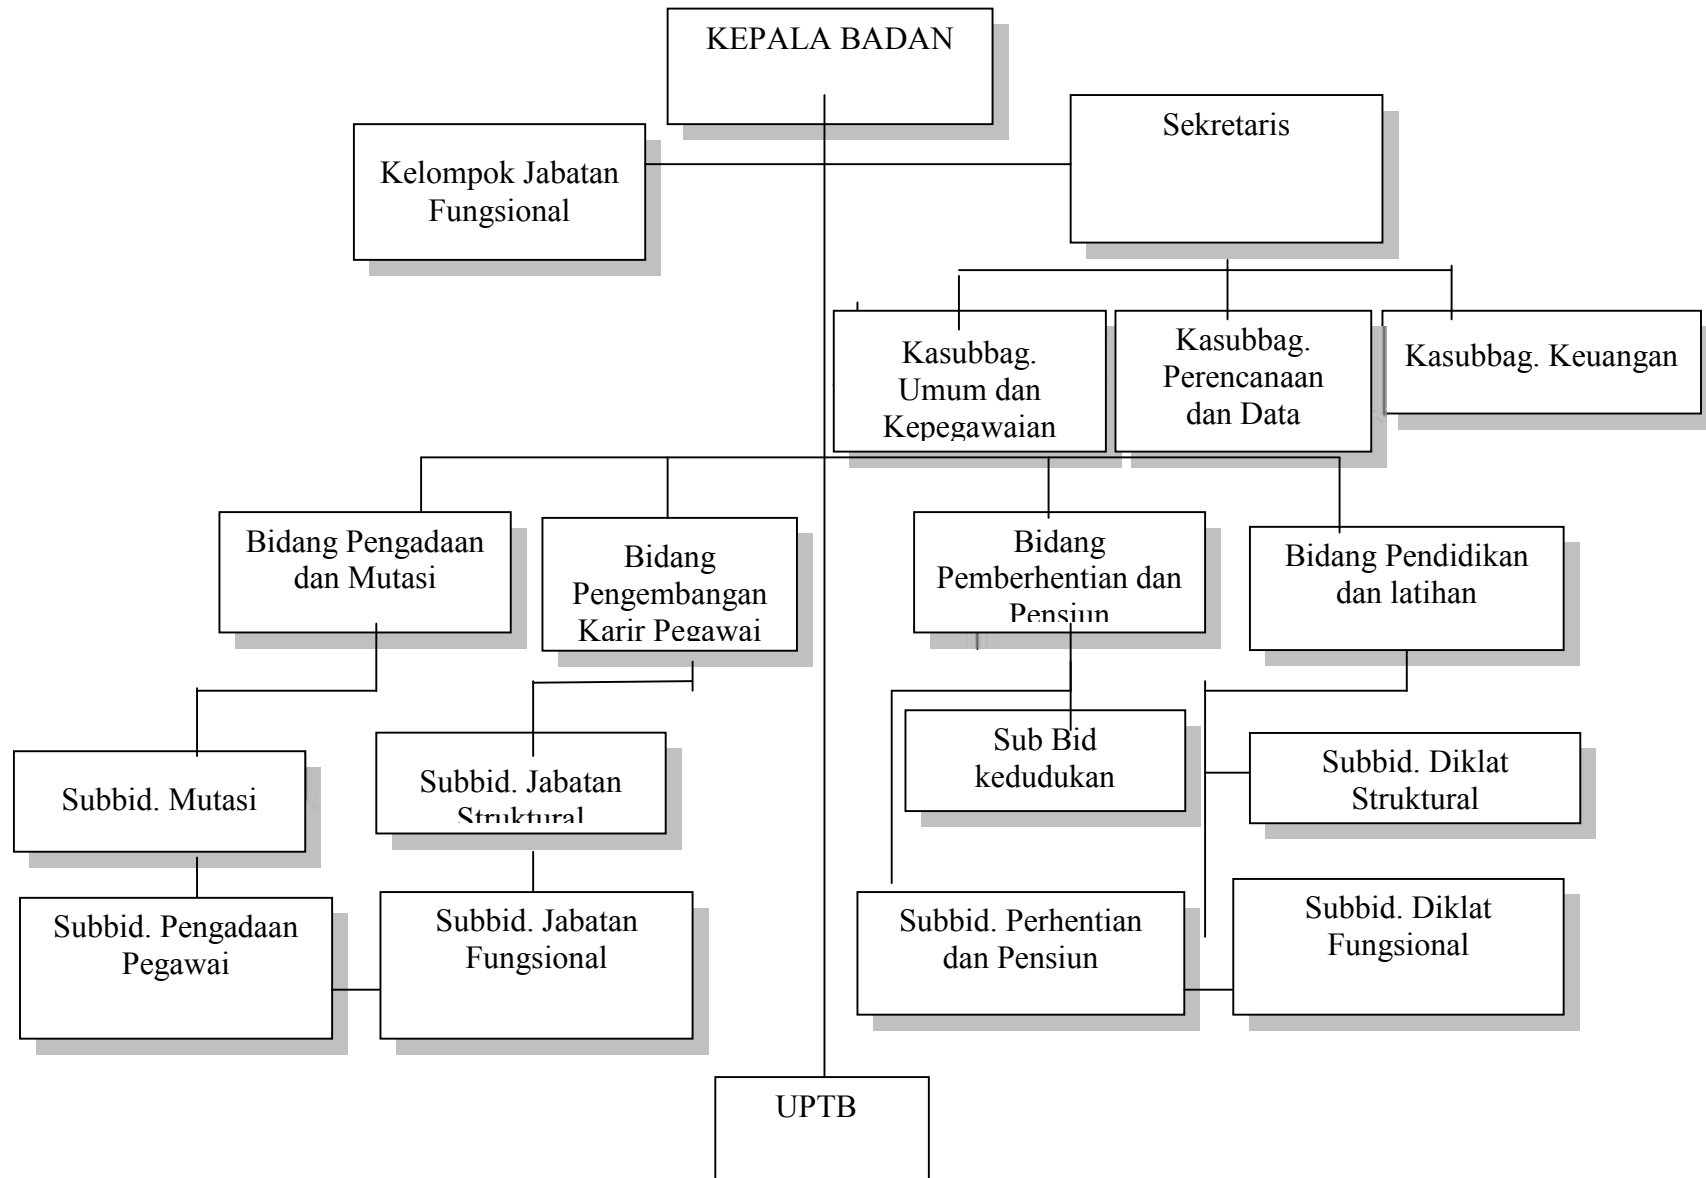 KEPALA BADAN
Sekretaris
Kelompok Jabatan
Fungsional
Kasubbag.
Umum dan
Kepegawaian
Kasubbag.
Perencanaan
dan Data
Kasubbag. Keuangan
Bidang Pengadaan
dan Mutasi
Bidang
Pengembangan
Karir Pegawai
Bidang
Pemberhentian dan
Pensiun
Bidang Pendidikan
dan latihan
Subbid. Mutasi
Subbid. Jabatan
Struktural
Sub Bid
kedudukan
Subbid. Diklat
Struktural
Subbid. Pengadaan
Pegawai
Subbid. Jabatan
Fungsional
Subbid. Perhentian
dan Pensiun
Subbid. Diklat
Fungsional
UPTB